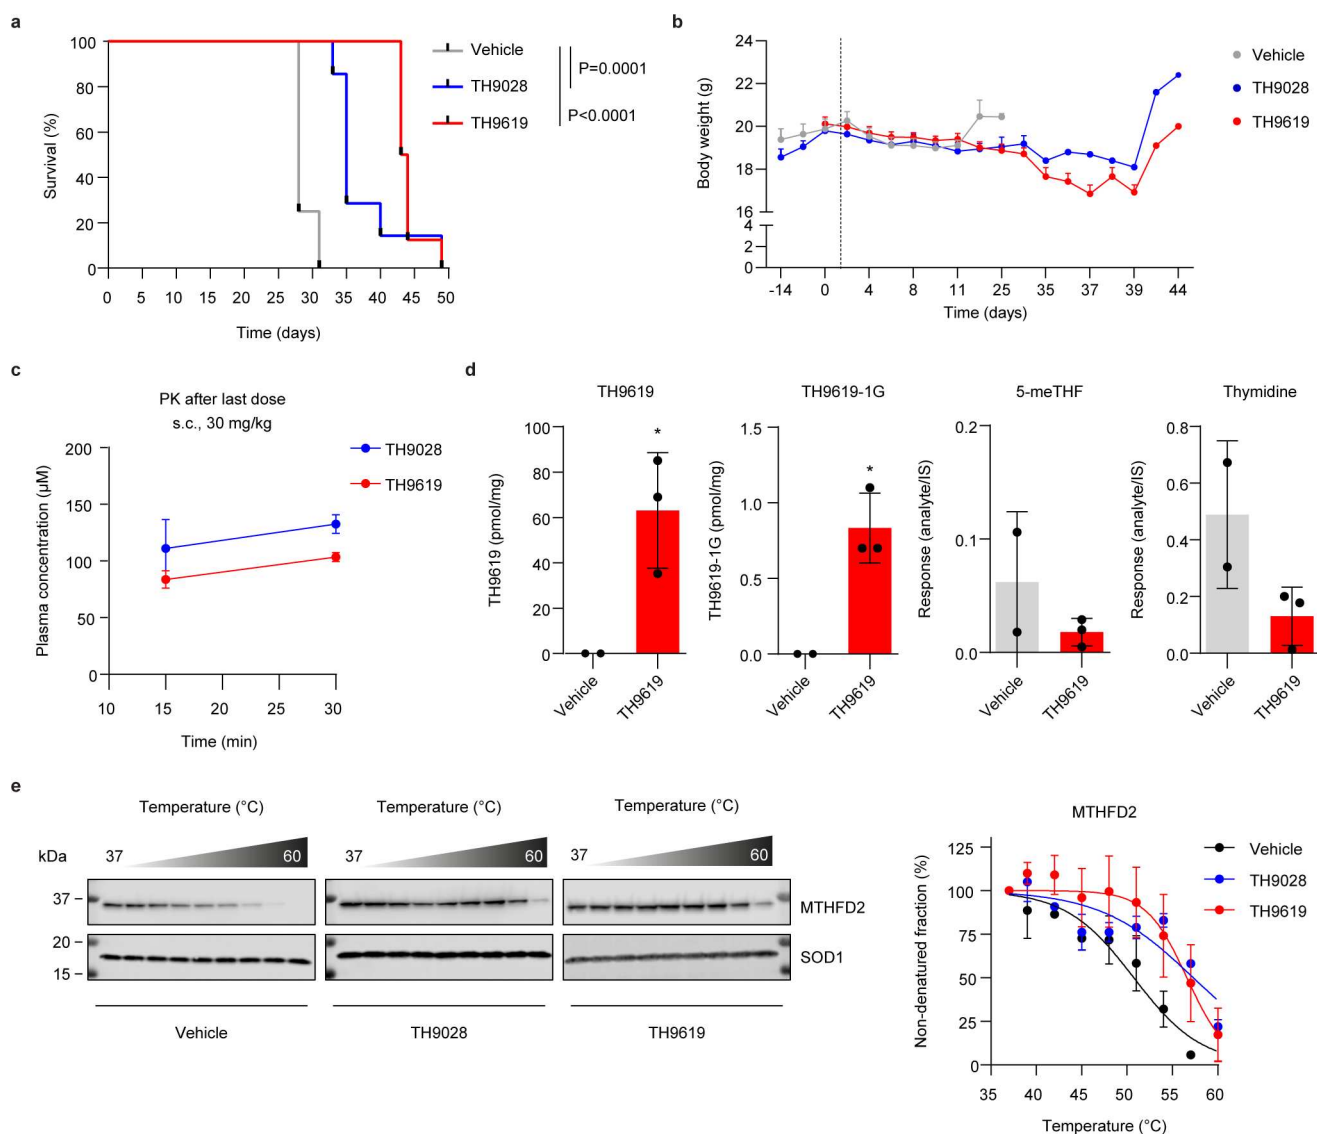 a
100
80
60
40
20
0
Survival (%)
0 5 10 15 20 25 30 35 40 45 50
Time (days)
Vehicle
TH9028
TH9619
P=0.0001
P<0.0001
b
24
22
20
18
16
4
2
0
Body weight (g)
-14 0 4 8 11 25 35 37 39 44
Time (days)
Vehicle
TH9028
TH9619
c
PK after last dose
s.c., 30 mg/kg
200
150
100
50
0
Plasma concentration (µM)
10 15 20 25 30
Time (min)
TH9028
TH9619
d
TH9619
100
80
60
40
20
0
TH9619 (pmol/mg)
*
Vehicle
TH9619
TH9619-1G
1.5
1.0
0.5
0.0
TH9619-1G (pmol/mg)
*
Vehicle
TH9619
5-meTHF
0.2
0.1
0.0
Response (analyte/IS)
Vehicle
TH9619
Thymidine
0.8
0.6
0.4
0.2
0.0
Response (analyte/IS)
Vehicle
TH9619
e
Temperature (°C)
Temperature (°C)
Temperature (°C)
kDa
37 60
37 60
37 60
37
20
15
MTHFD2
SOD1
Vehicle
TH9028
TH9619
MTHFD2
125
100
75
50
25
0
Non-denatured fraction (%)
35 40 45 50 55 60
Temperature (°C)
Vehicle
TH9028
TH9619